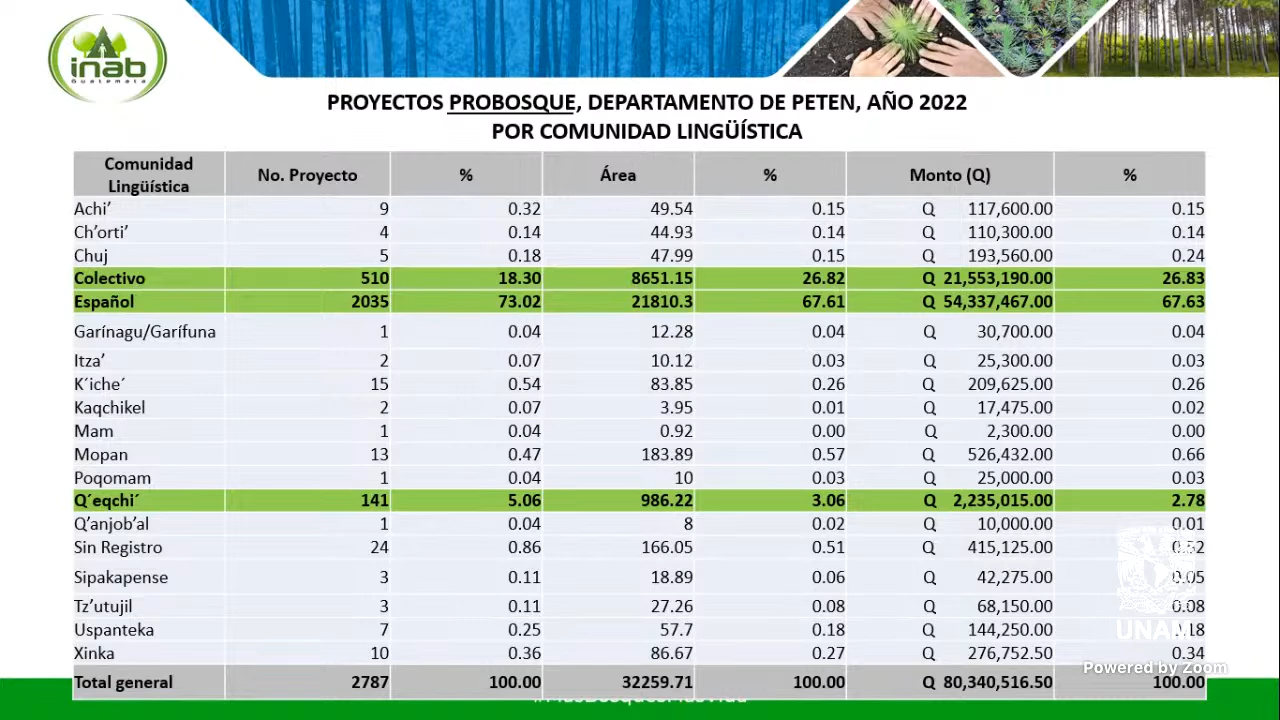 inab
Guatemala
PROYECTOS PROBOSQUE, DEPARTAMENTO DE PETEN, AÑO 2022
POR COMUNIDAD LINGÜÍSTICA
Comunidad Lingüística No. Proyecto % Área % Monto (Q) %
Achi’ 9 0.32 49.54 0.15 Q 117,600.00 0.15
Ch’orti’ 4 0.14 44.93 0.14 Q 110,300.00 0.14
Chuj 5 0.18 47.99 0.15 Q 193,560.00 0.24
Colectivo 510 18.30 8651.15 26.82 Q 21,553,190.00 26.83
Español 2035 73.02 21810.3 67.61 Q 54,337,467.00 67.63
Garínagu/Garífuna 1 0.04 12.28 0.04 Q 30,700.00 0.04
Itza’ 2 0.07 10.12 0.03 Q 25,300.00 0.03
K´iche´ 15 0.54 83.85 0.26 Q 209,625.00 0.26
Kaqchikel 2 0.07 3.95 0.01 Q 17,475.00 0.02
Mam 1 0.04 0.92 0.00 Q 2,300.00 0.00
Mopan 13 0.47 183.89 0.57 Q 526,432.00 0.66
Poqomam 1 0.04 10 0.03 Q 25,000.00 0.03
Q´eqchi´ 141 5.06 986.22 3.06 Q 2,235,015.00 2.78
Q’anjob’al 1 0.04 8 0.02 Q 10,000.00 0.01
Sin Registro 24 0.86 166.05 0.51 Q 415,125.00 0.52
Sipakapense 3 0.11 18.89 0.06 Q 42,275.00 0.05
Tz’utujil 3 0.11 27.26 0.08 Q 68,150.00 0.08
Uspanteka 7 0.25 57.7 0.18 Q 144,250.00 0.18
Xinka 10 0.36 86.67 0.27 Q 276,752.50 0.34
Total general 2787 100.00 32259.71 100.00 Q 80,340,516.50 100.00
UNAM
Powered by Zoom